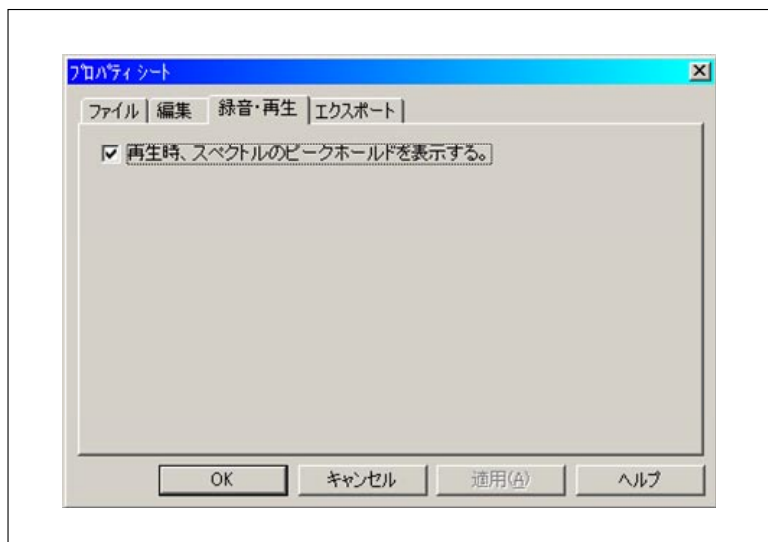 プロパティ シート
ファイル 編集 録音・再生 エクスポート
再生時、スペクトルのピークホールドを表示する。
OK キャンセル 適用(A) ヘルプ